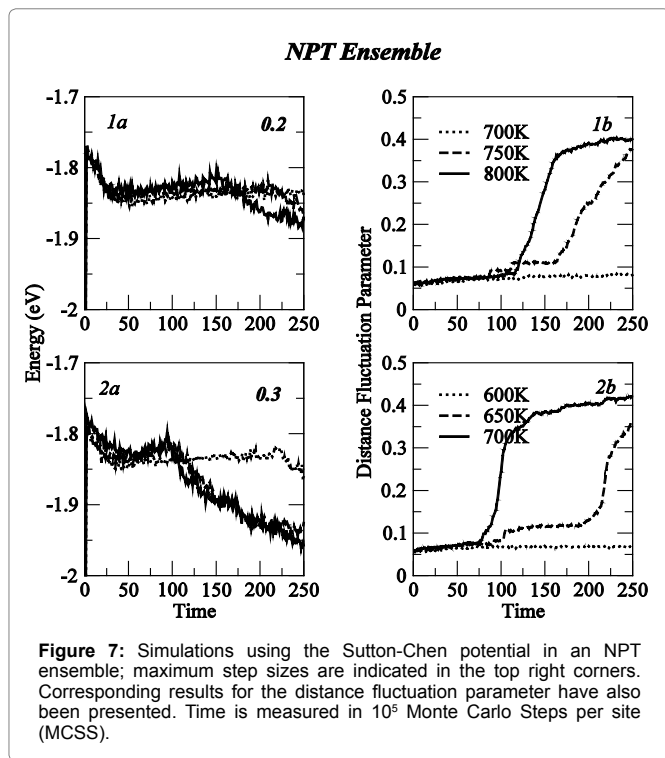 NPT Ensemble
-1.7
-1.8
-1.9
-2
0 50 100 150 200 250
1a
0.2
0.5
0.4
0.3
0.2
0.1
0
0 50 100 150 200 250
700K
750K
800K
1b
Energy (eV)
Distance Fluctuation Parameter
-1.7
-1.8
-1.9
-2
0 50 100 150 200 250
2a
0.3
Time
0.5
0.4
0.3
0.2
0.1
0
0 50 100 150 200 250
600K
650K
700K
2b
Time
Figure 7: Simulations using the Sutton-Chen potential in an NPT
ensemble; maximum step sizes are indicated in the top right corners.
Corresponding results for the distance fluctuation parameter have also
been presented. Time is measured in 10⁵ Monte Carlo Steps per site
(MCSS).